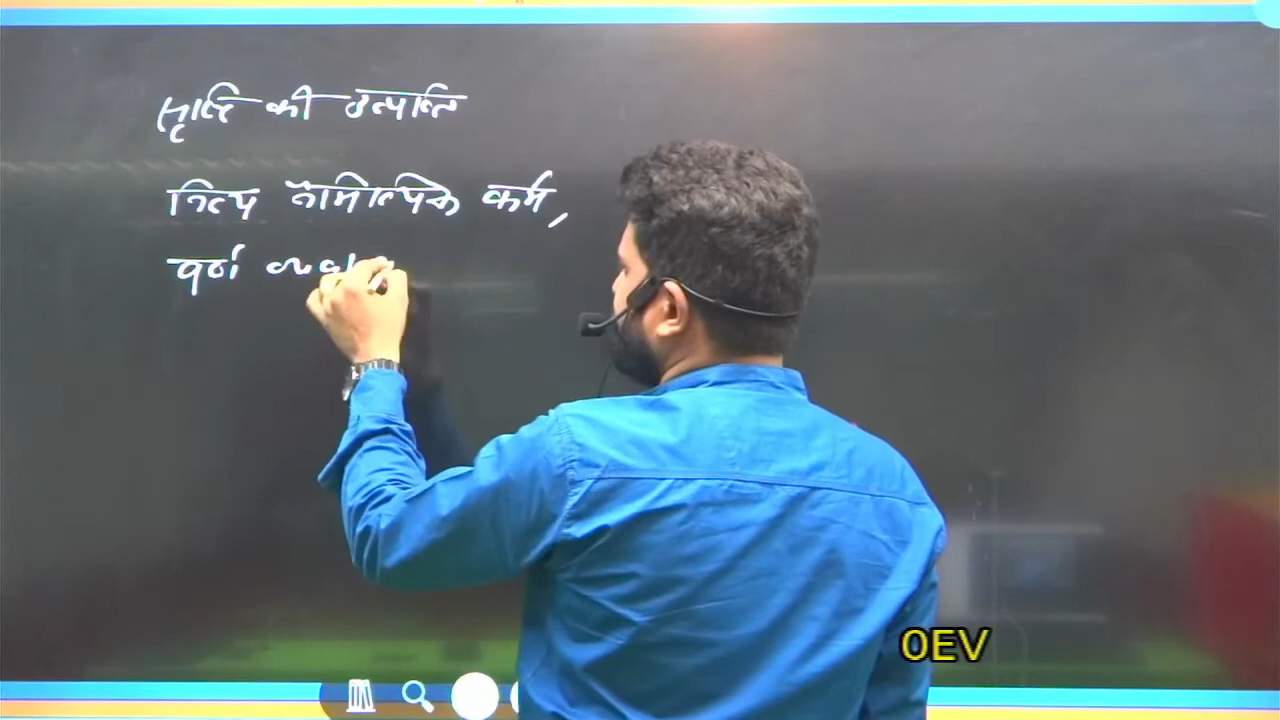 सृष्टि की उत्पत्ति
नित्य नैमित्यिक कर्म,
वर्ण
OEV